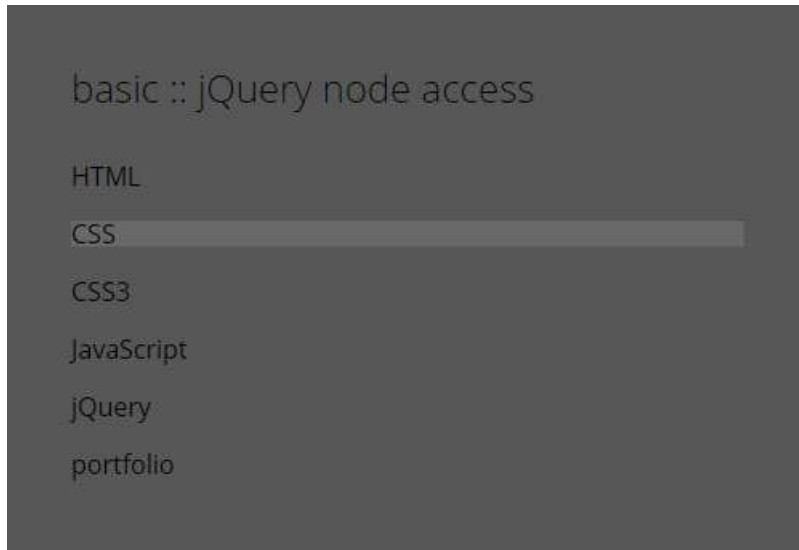 basic :: jQuery node access
HTML
CSS
CSS3
JavaScript
jQuery
portfolio